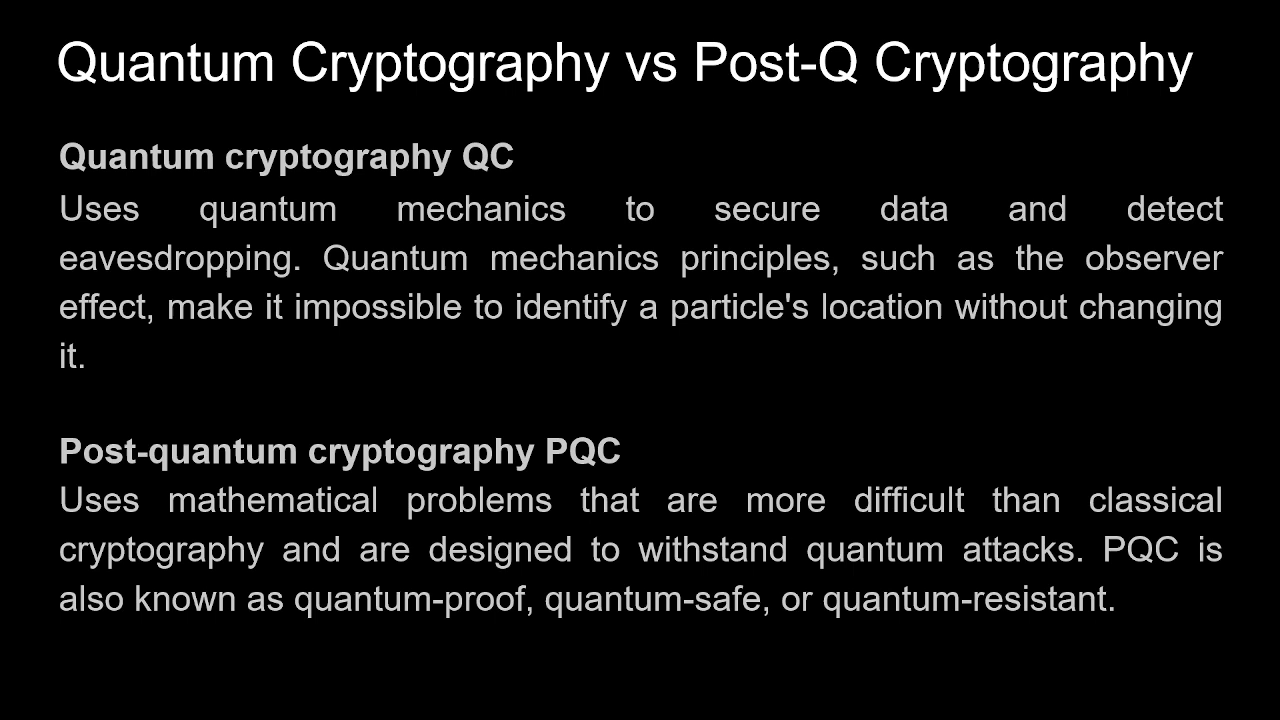 Quantum Cryptography vs Post-Q Cryptography
Quantum cryptography QC
Uses quantum mechanics to secure data and detect
eavesdropping. Quantum mechanics principles, such as the observer
effect, make it impossible to identify a particle's location without changing
it.
Post-quantum cryptography PQC
Uses mathematical problems that are more difficult than classical
cryptography and are designed to withstand quantum attacks. PQC is
also known as quantum-proof, quantum-safe, or quantum-resistant.